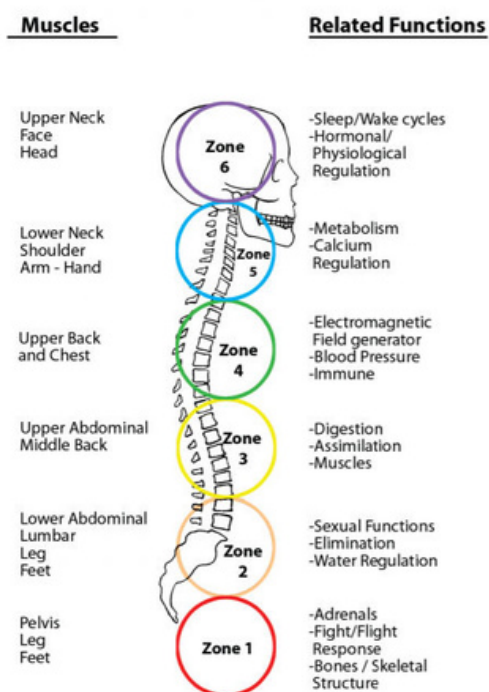 Muscles
Related Functions
Upper Neck
Face
Head
Zone
6
-Sleep/Wake cycles
-Hormonal/
Physiological
Regulation
Lower Neck
Shoulder
Arm - Hand
Zone
5
-Metabolism
-Calcium
Regulation
Upper Back
and Chest
Zone
4
-Electromagnetic
Field generator
-Blood Pressure
-Immune
Upper Abdominal
Middle Back
Zone
3
-Digestion
-Assimilation
-Muscles
Lower Abdominal
Lumbar
Leg
Feet
Zone
2
-Sexual Functions
-Elimination
-Water Regulation
Pelvis
Leg
Feet
Zone 1
-Adrenals
-Fight/Flight
Response
-Bones / Skeletal
Structure